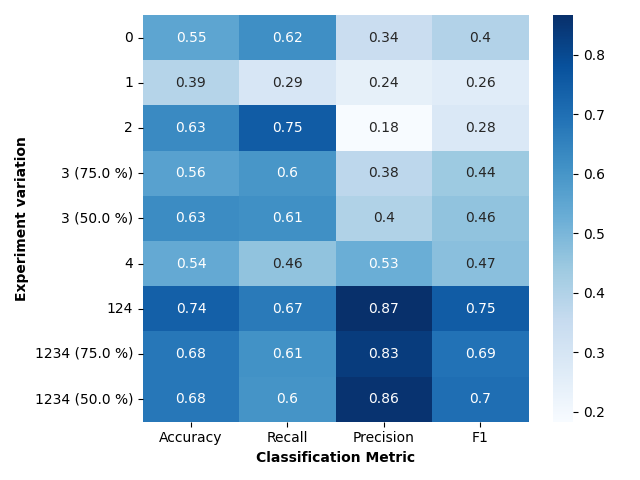 0 0.55 0.62 0.34 0.4
1 0.39 0.29 0.24 0.26
2 0.63 0.75 0.18 0.28
3 (75.0 %) 0.56 0.6 0.38 0.44
3 (50.0 %) 0.63 0.61 0.4 0.46
4 0.54 0.46 0.53 0.47
124 0.74 0.67 0.87 0.75
1234 (75.0 %) 0.68 0.61 0.83 0.69
1234 (50.0 %) 0.68 0.6 0.86 0.7
Accuracy Recall Precision F1
Classification Metric
Experiment variation
0.8
0.7
0.6
0.5
0.4
0.3
0.2